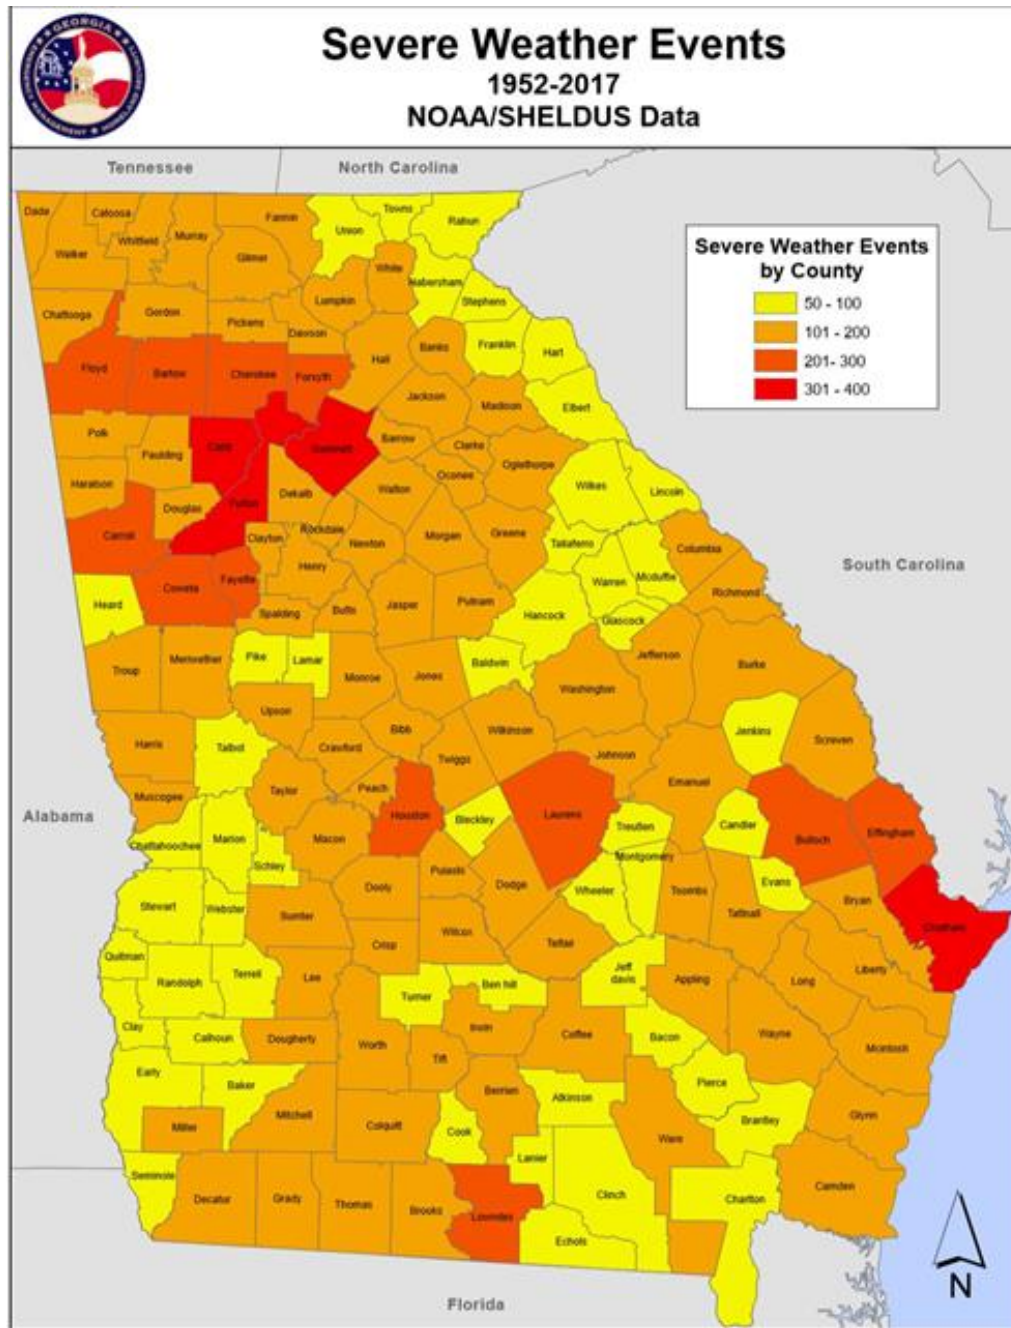 GEORGIA
EMERGENCY MANAGEMENT
HOMELAND SECURITY
Severe Weather Events
1952-2017
NOAA/SHELDUS Data
Tennessee
North Carolina
Severe Weather Events
by County
50 - 100
101 - 200
201- 300
301 - 400
Dade
Catoosa
Whitfield
Murray
Fannin
Union
Towns
Rabun
Walker
Gilmer
White
Habersham
Stephens
Chattooga
Gordon
Pickens
Lumpkin
Dawson
Banks
Franklin
Hart
Floyd
Bartow
Cherokee
Forsyth
Hall
Jackson
Madison
Elbert
Polk
Paulding
Cobb
Gwinnett
Barrow
Clarke
Oconee
Oglethorpe
Wilkes
Lincoln
Haralson
Douglas
Fulton
Dekalb
Walton
Carroll
Clayton
Rockdale
Newton
Morgan
Greene
Taliaferro
Columbia
South Carolina
Heard
Coweta
Fayette
Henry
Spalding
Butts
Jasper
Putnam
Hancock
Warren
Mcduffie
Richmond
Glascock
Troup
Meriwether
Pike
Lamar
Monroe
Jones
Baldwin
Washington
Jefferson
Burke
Harris
Talbot
Upson
Crawford
Bibb
Twiggs
Wilkinson
Johnson
Jenkins
Screven
Muscogee
Taylor
Peach
Houston
Bleckley
Laurens
Emanuel
Alabama
Chattahoochee
Marion
Schley
Macon
Pulaski
Dodge
Treutlen
Montgomery
Candler
Bulloch
Effingham
Stewart
Webster
Sumter
Dooly
Wilcox
Wheeler
Toombs
Tattnall
Evans
Bryan
Chatham
Quitman
Randolph
Terrell
Lee
Crisp
Telfair
Jeff
davis
Appling
Long
Liberty
Turner
Ben hill
Clay
Calhoun
Dougherty
Worth
Tift
Irwin
Coffee
Bacon
Wayne
Mcintosh
Early
Baker
Mitchell
Colquitt
Cook
Berrien
Atkinson
Pierce
Brantley
Glynn
Miller
Lanier
Ware
Seminole
Decatur
Grady
Thomas
Brooks
Lowndes
Clinch
Echols
Charlton
Camden
Florida
N